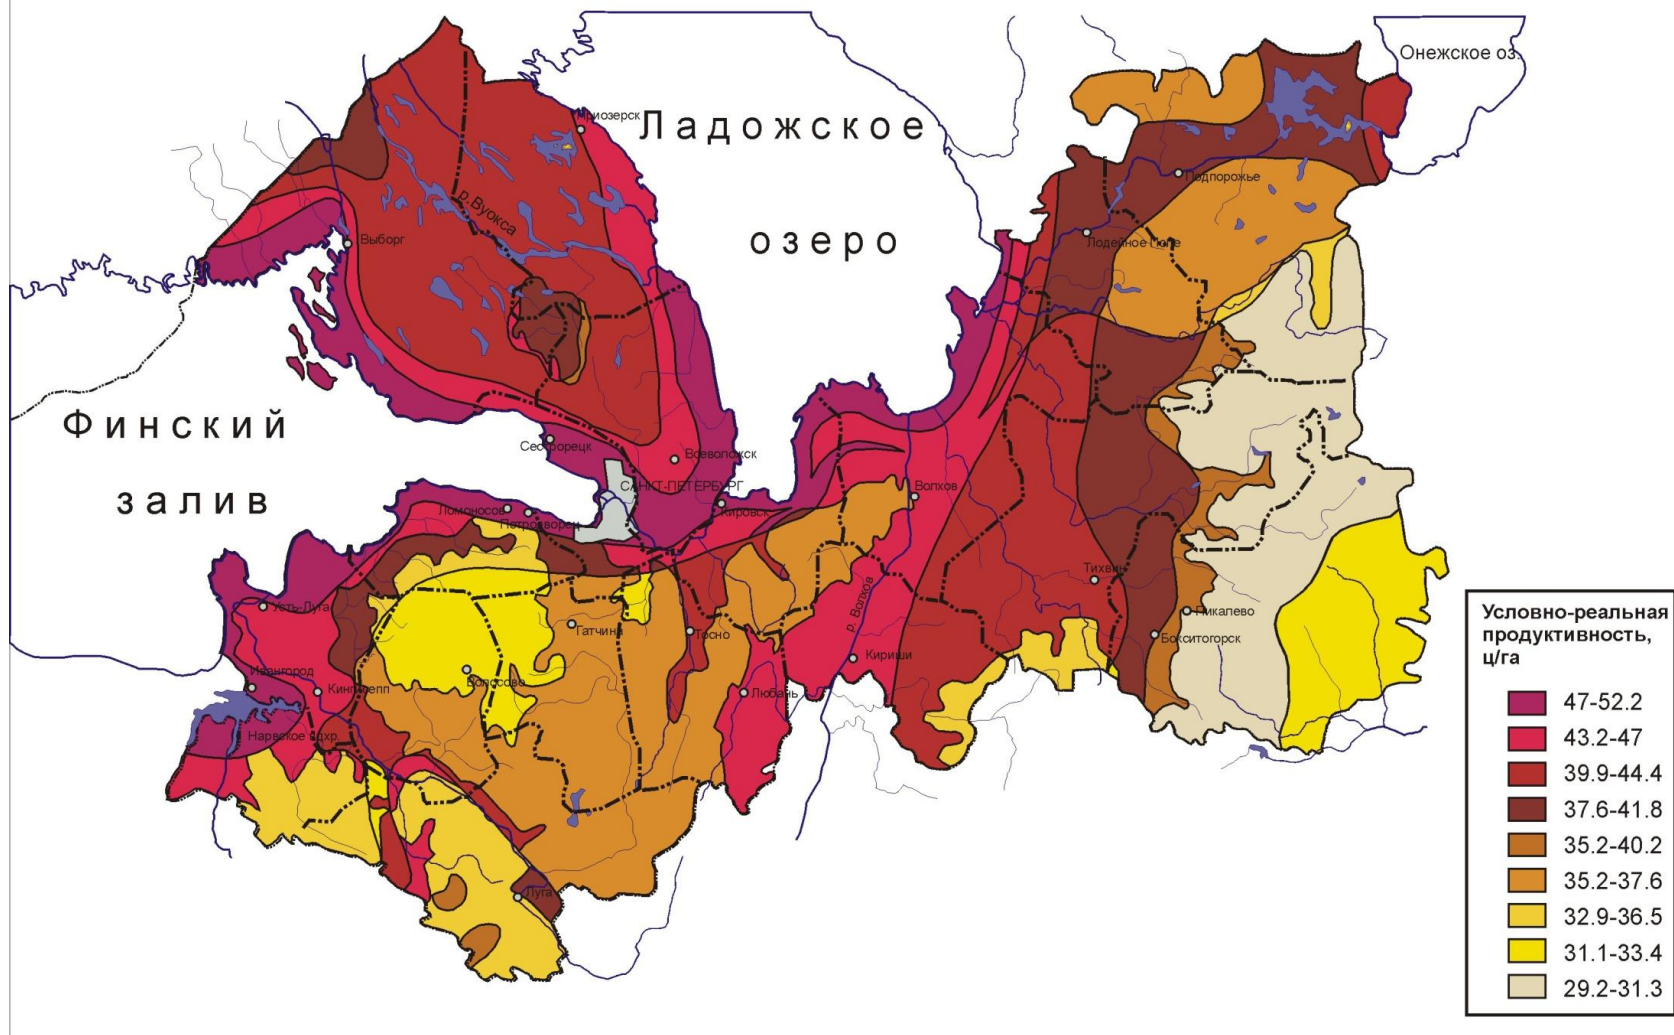 Онежское оз.
Приозерск
Ладожское
озеро
Подпорожье
р.Вуокса
Выборг
Лодейное Поле
Финский
залив
Сестрорецк
Всеволожск
САНКТ-ПЕТЕРБУРГ
Волхов
Кировск
Ломоносов
Петродворец
Тихвин
р. Волхов
Усть-Луга
Пикалево
Гатчина
Тосно
Бокситогорск
Кириши
Ивангород
Волосово
Кингисепп
Любань
Нарвское вдхр.
Луга
Условно-реальная
продуктивность,
ц/га
47-52.2
43.2-47
39.9-44.4
37.6-41.8
35.2-40.2
35.2-37.6
32.9-36.5
31.1-33.4
29.2-31.3